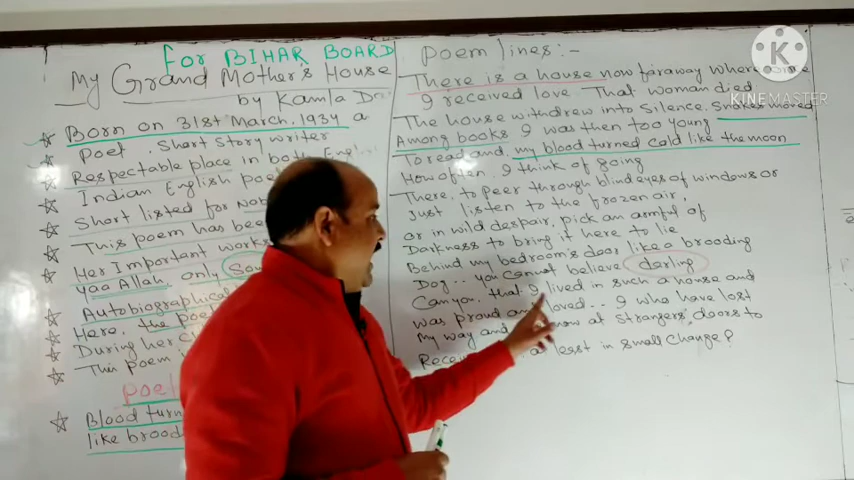 For BIHAR BOARD
My Grand Mother's House
by Kamla Da
Born on 31st March, 1934 a
Poet, Short story writer
Respectable place in both Engl
Indian English poet
Short listed for Nob
This poem has bee
Her Important works
yaa Allah, only Sou
Autobiographical
Here, the poet
During her c
This poem i
Poet
Blood turn
like brood
Poem lines:-
There is a house now faraway where once
I received love. That woman died
The house withdrew into silence, snakes moved
Among books I was then too young
To read and, my blood turned cold like the moon
How often, I think of going
There, to peer through blind eyes of windows or
Just listen to the frozen air,
or in wild despair, pick an armful of
Darkness to bring it here to lie
Behind my bedroom's door like a brooding
Dog.. you cannot believe darling
Can you, that I lived in such a house and
was proud and loved.. I who have lost
My way and now at strangers' doors to
Recei at least in small change?
KINEMASTER